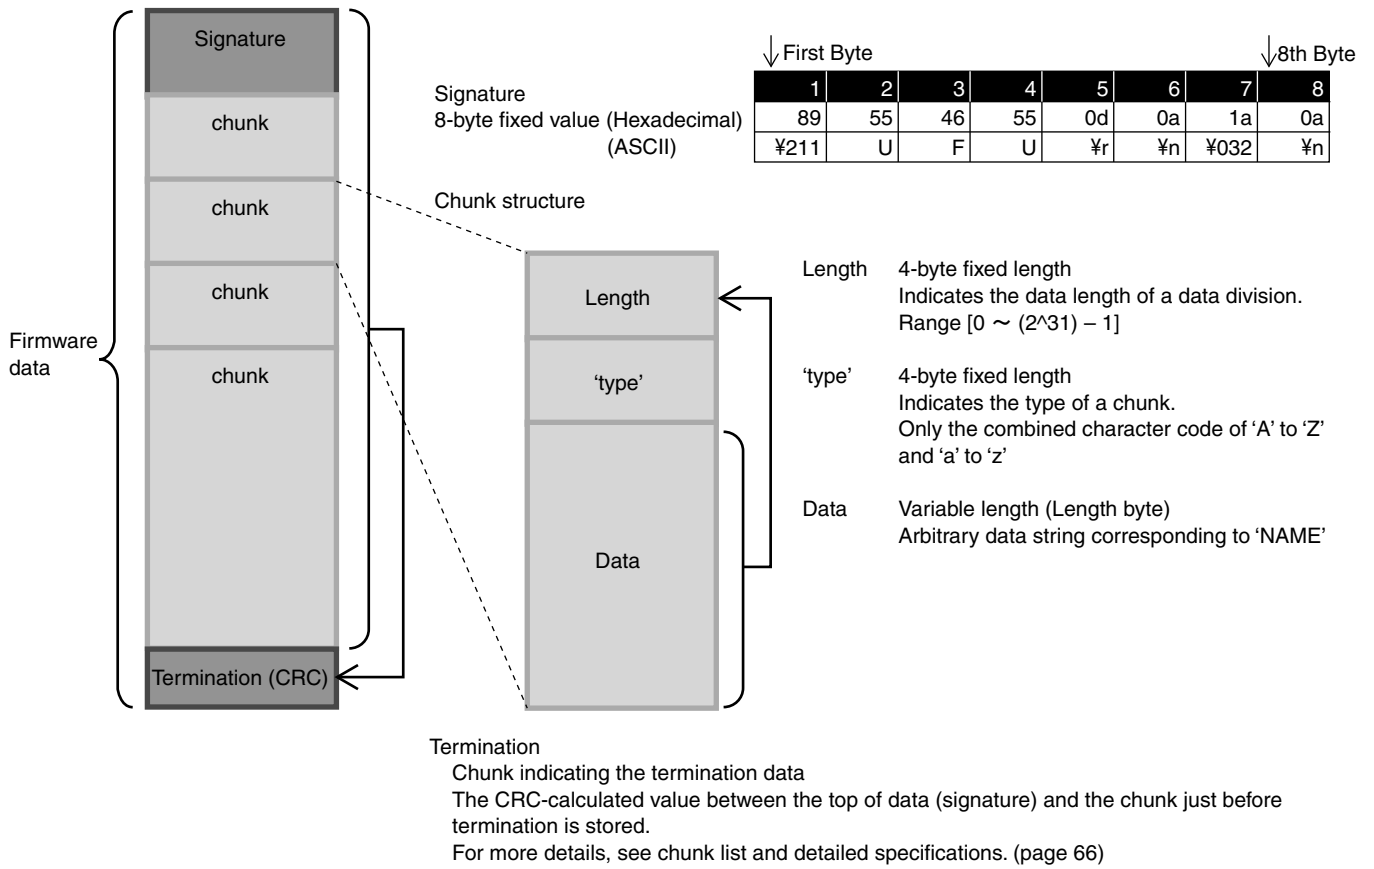 Signature
chunk
chunk
chunk
chunk
Termination (CRC)
Firmware
data
First Byte
8th Byte
Signature
8-byte fixed value (Hexadecimal)
(ASCII)
1 2 3 4 5 6 7 8
89 55 46 55 0d 0a 1a 0a
¥211 U F U ¥r ¥n ¥032 ¥n
Chunk structure
Length
‘type’
Data
Length 4-byte fixed length
Indicates the data length of a data division.
Range [0 ～ (2^31) – 1]
‘type’ 4-byte fixed length
Indicates the type of a chunk.
Only the combined character code of ‘A’ to ‘Z’
and ‘a’ to ‘z’
Data Variable length (Length byte)
Arbitrary data string corresponding to ‘NAME’
Termination
Chunk indicating the termination data
The CRC-calculated value between the top of data (signature) and the chunk just before
termination is stored.
For more details, see chunk list and detailed specifications. (page 66)